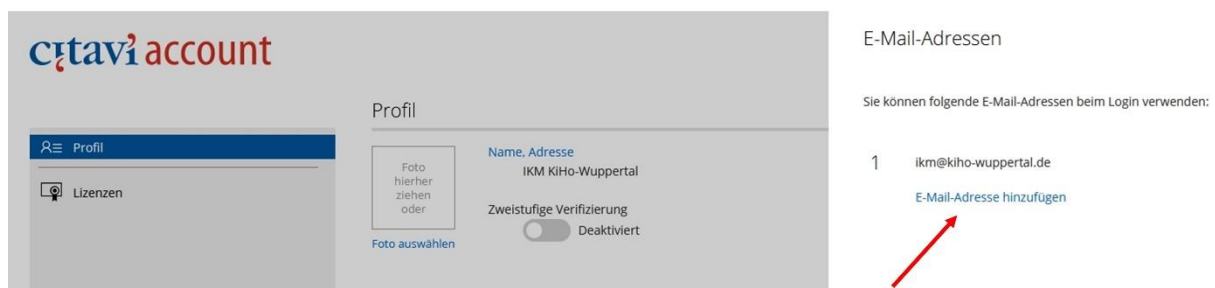 citavi account
Profil
Lizenzen
Profil
Foto
hierher
ziehen
oder
Foto auswählen
Name, Adresse
IKM KiHo-Wuppertal
Zweistufige Verifizierung
Deaktiviert
E-Mail-Adressen
Sie können folgende E-Mail-Adressen beim Login verwenden:
1 ikm@kiho-wuppertal.de
E-Mail-Adresse hinzufügen